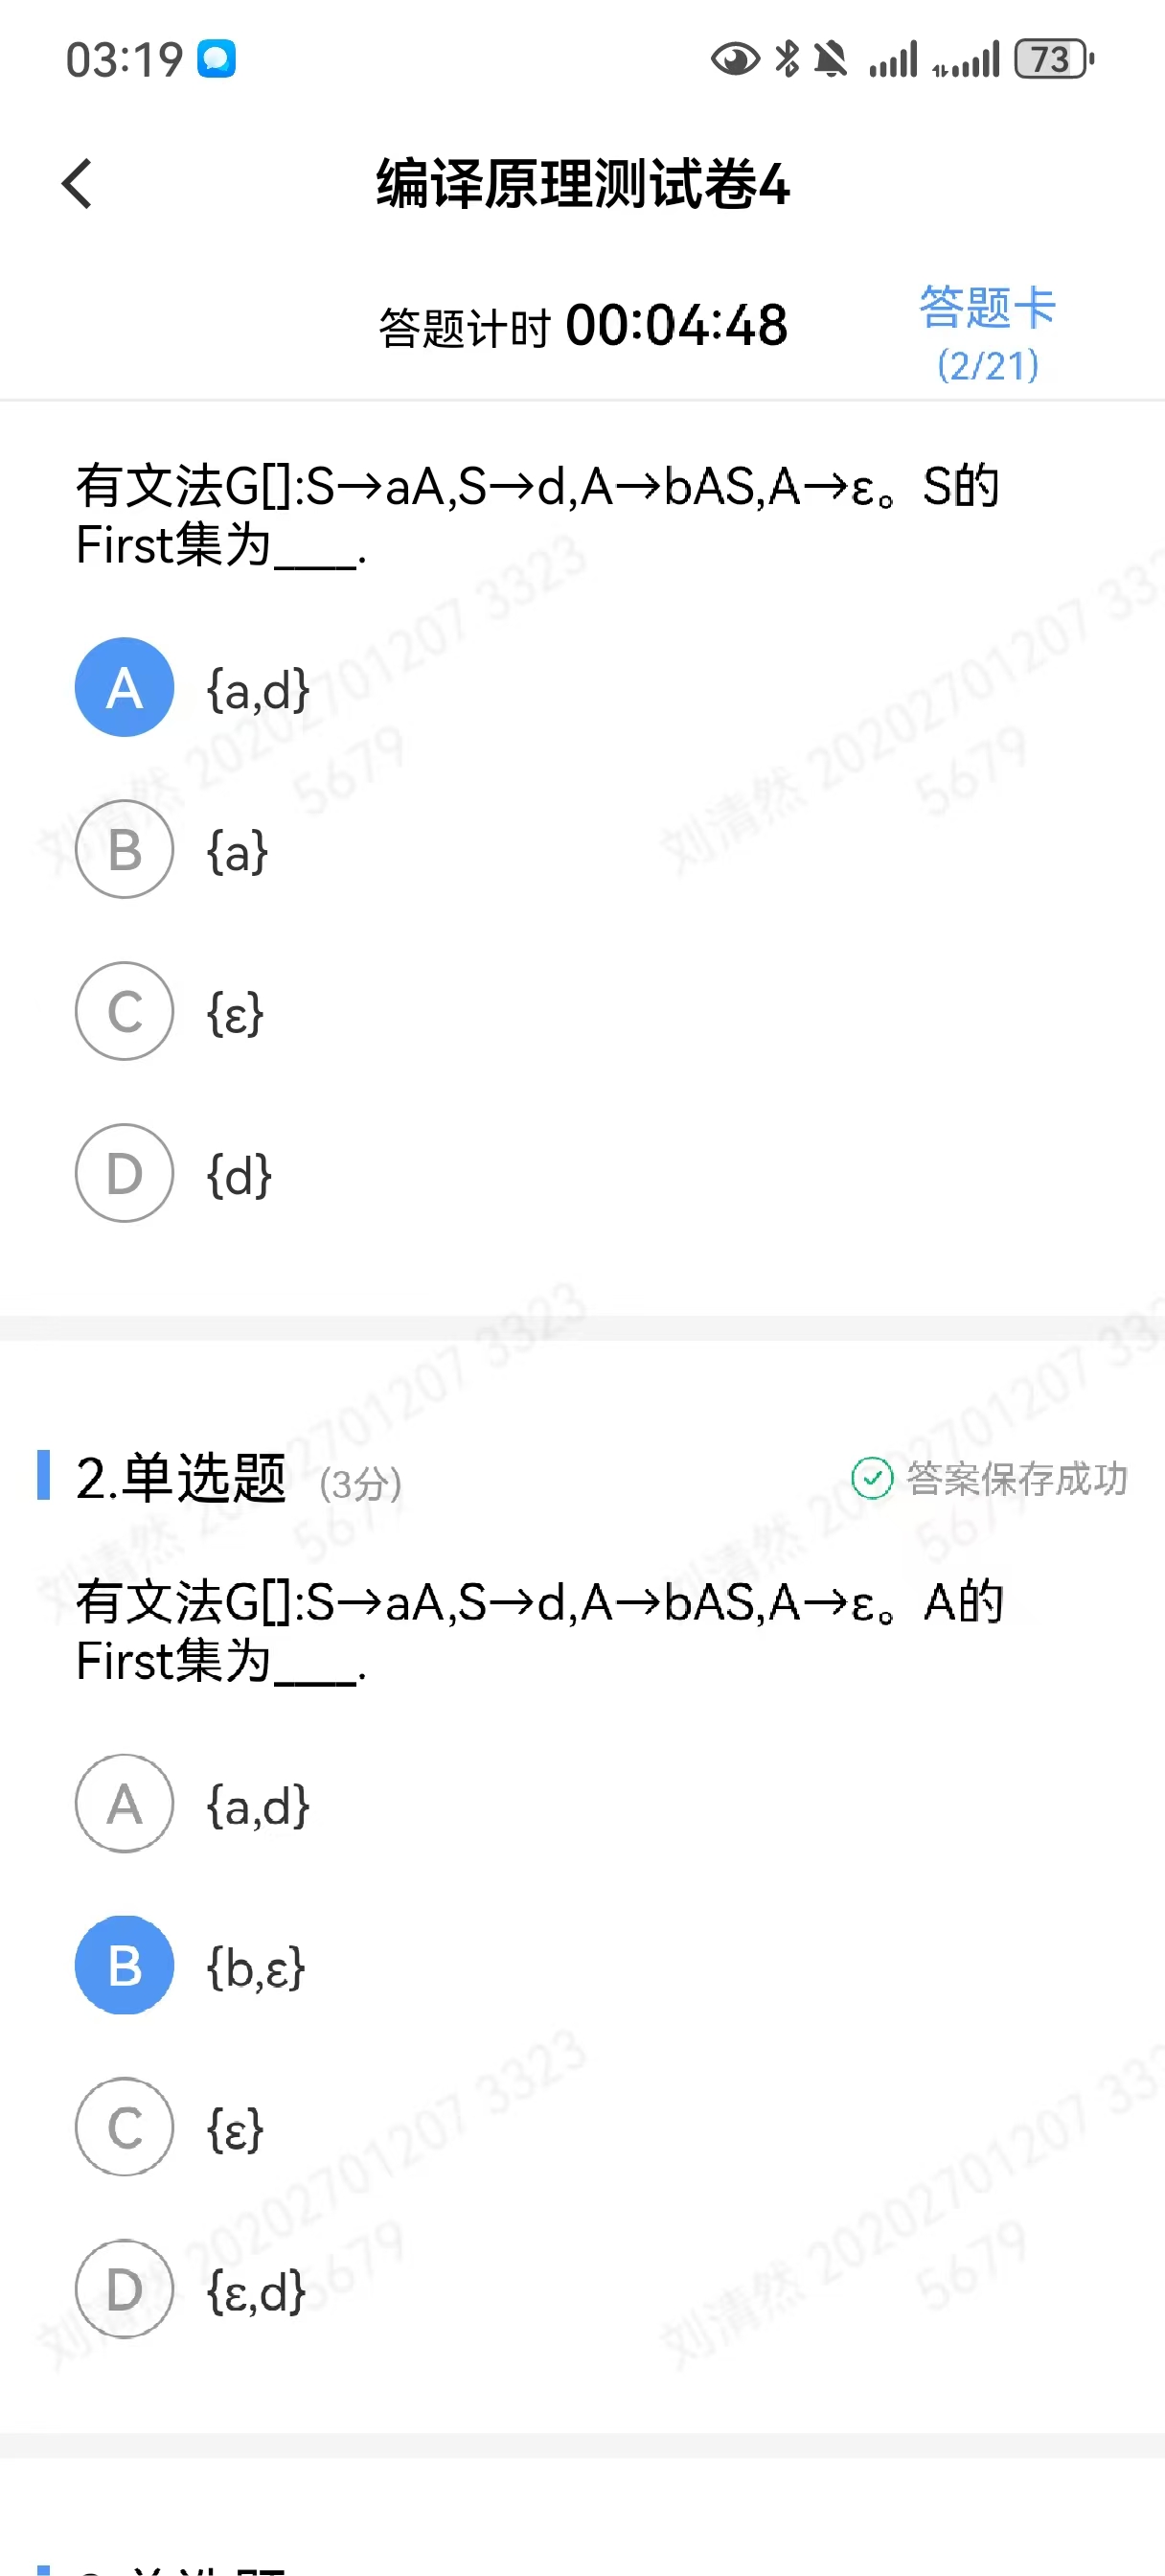 03:19
73
编译原理测试卷4
答题计时 00:04:48
答题卡
(2/21)
有文法G[]:S→aA,S→d,A→bAS,A→ε。S的
First集为____.
A {a,d}
B {a}
C {ε}
D {d}
2.单选题 (3分)
答案保存成功
有文法G[]:S→aA,S→d,A→bAS,A→ε。A的
First集为____.
A {a,d}
B {b,ε}
C {ε}
D {ε,d}
刘清然 20202701207 3323
5679